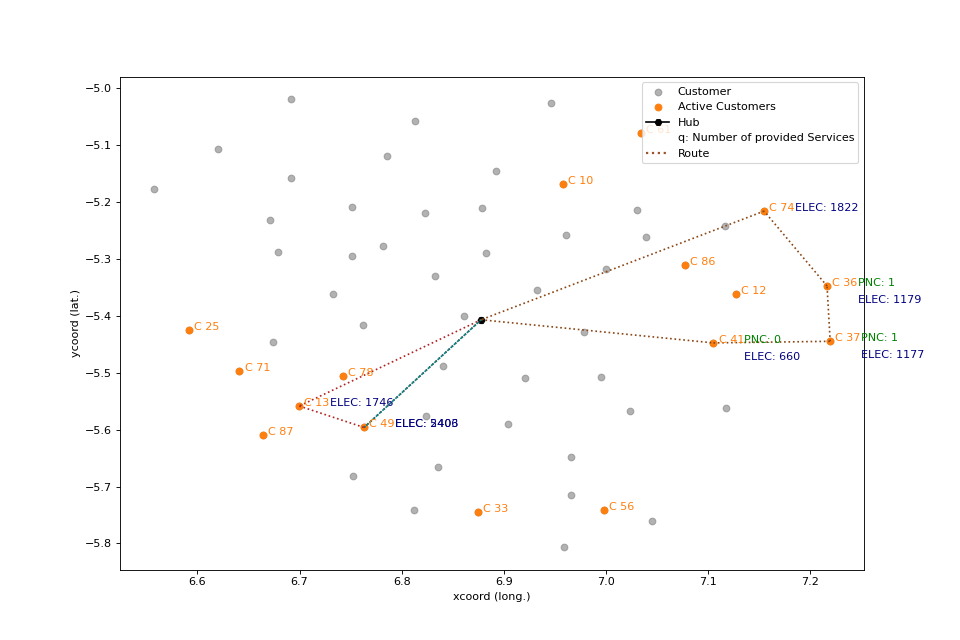 Customer
Active Customers
Hub
q: Number of provided Services
Route
C 10
C 74 ELEC: 1822
C 86
C 36 PNC: 1
ELEC: 1179
C 12
C 25
C 41 PNC: 0
ELEC: 660
C 37 PNC: 1
ELEC: 1177
C 71
C 78
C 13 ELEC: 1746
C 49 ELEC:
C 87
C 33
C 56
−5.0
−5.1
−5.2
−5.3
−5.4
−5.5
−5.6
−5.7
−5.8
ycoord (lat.)
6.6 6.7 6.8 6.9 7.0 7.1 7.2
xcoord (long.)